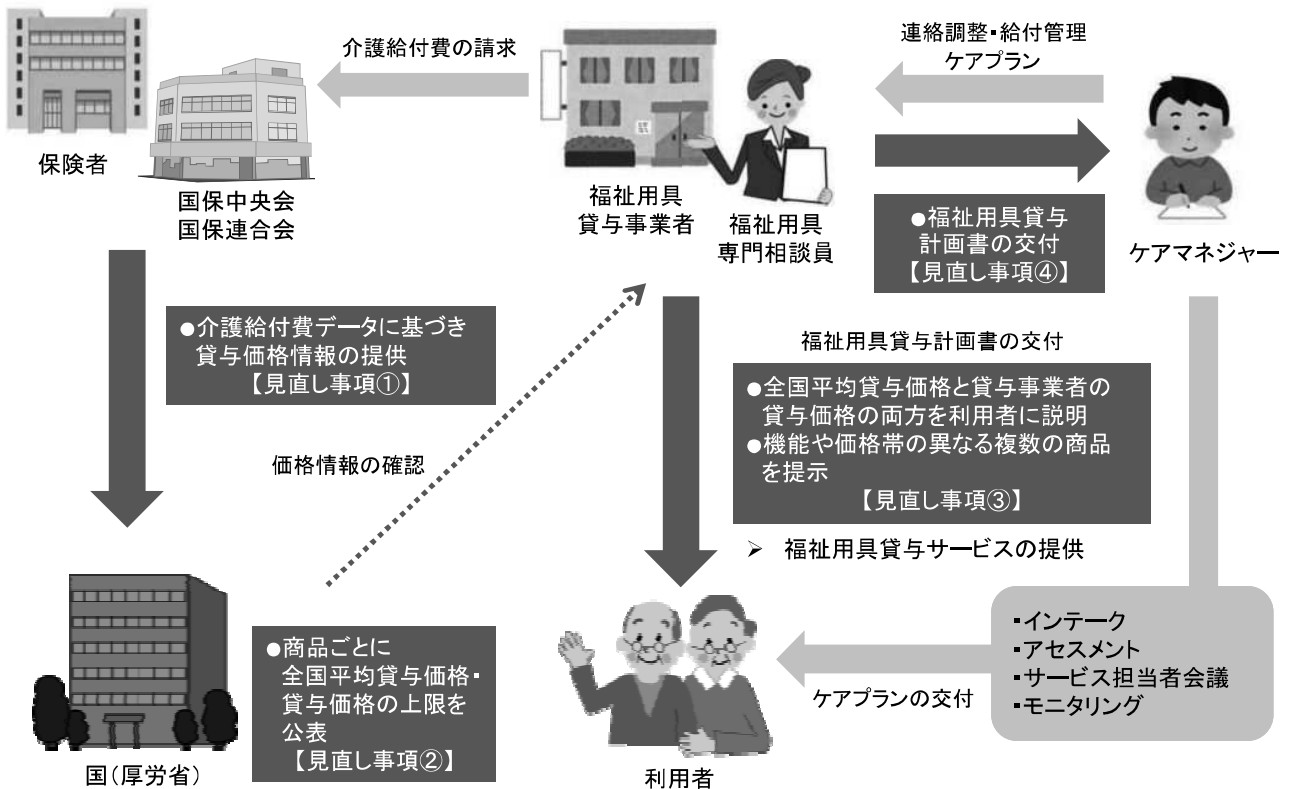 介護給付費の請求
連絡調整・給付管理
ケアプラン
保険者
国保中央会
国保連合会
福祉用具
貸与事業者
福祉用具
専門相談員
●福祉用具貸与
計画書の交付
【見直し事項④】
ケアマネジャー
●介護給付費データに基づき
貸与価格情報の提供
【見直し事項①】
価格情報の確認
福祉用具貸与計画書の交付
●全国平均貸与価格と貸与事業者の
貸与価格の両方を利用者に説明
●機能や価格帯の異なる複数の商品
を提示
【見直し事項③】
➢ 福祉用具貸与サービスの提供
●商品ごとに
全国平均貸与価格・
貸与価格の上限を
公表
【見直し事項②】
国(厚労省)
利用者
ケアプランの交付
▪インテーク
▪アセスメント
▪サービス担当者会議
▪モニタリング